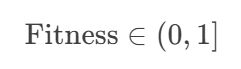 Fitness ∈ (0, 1]